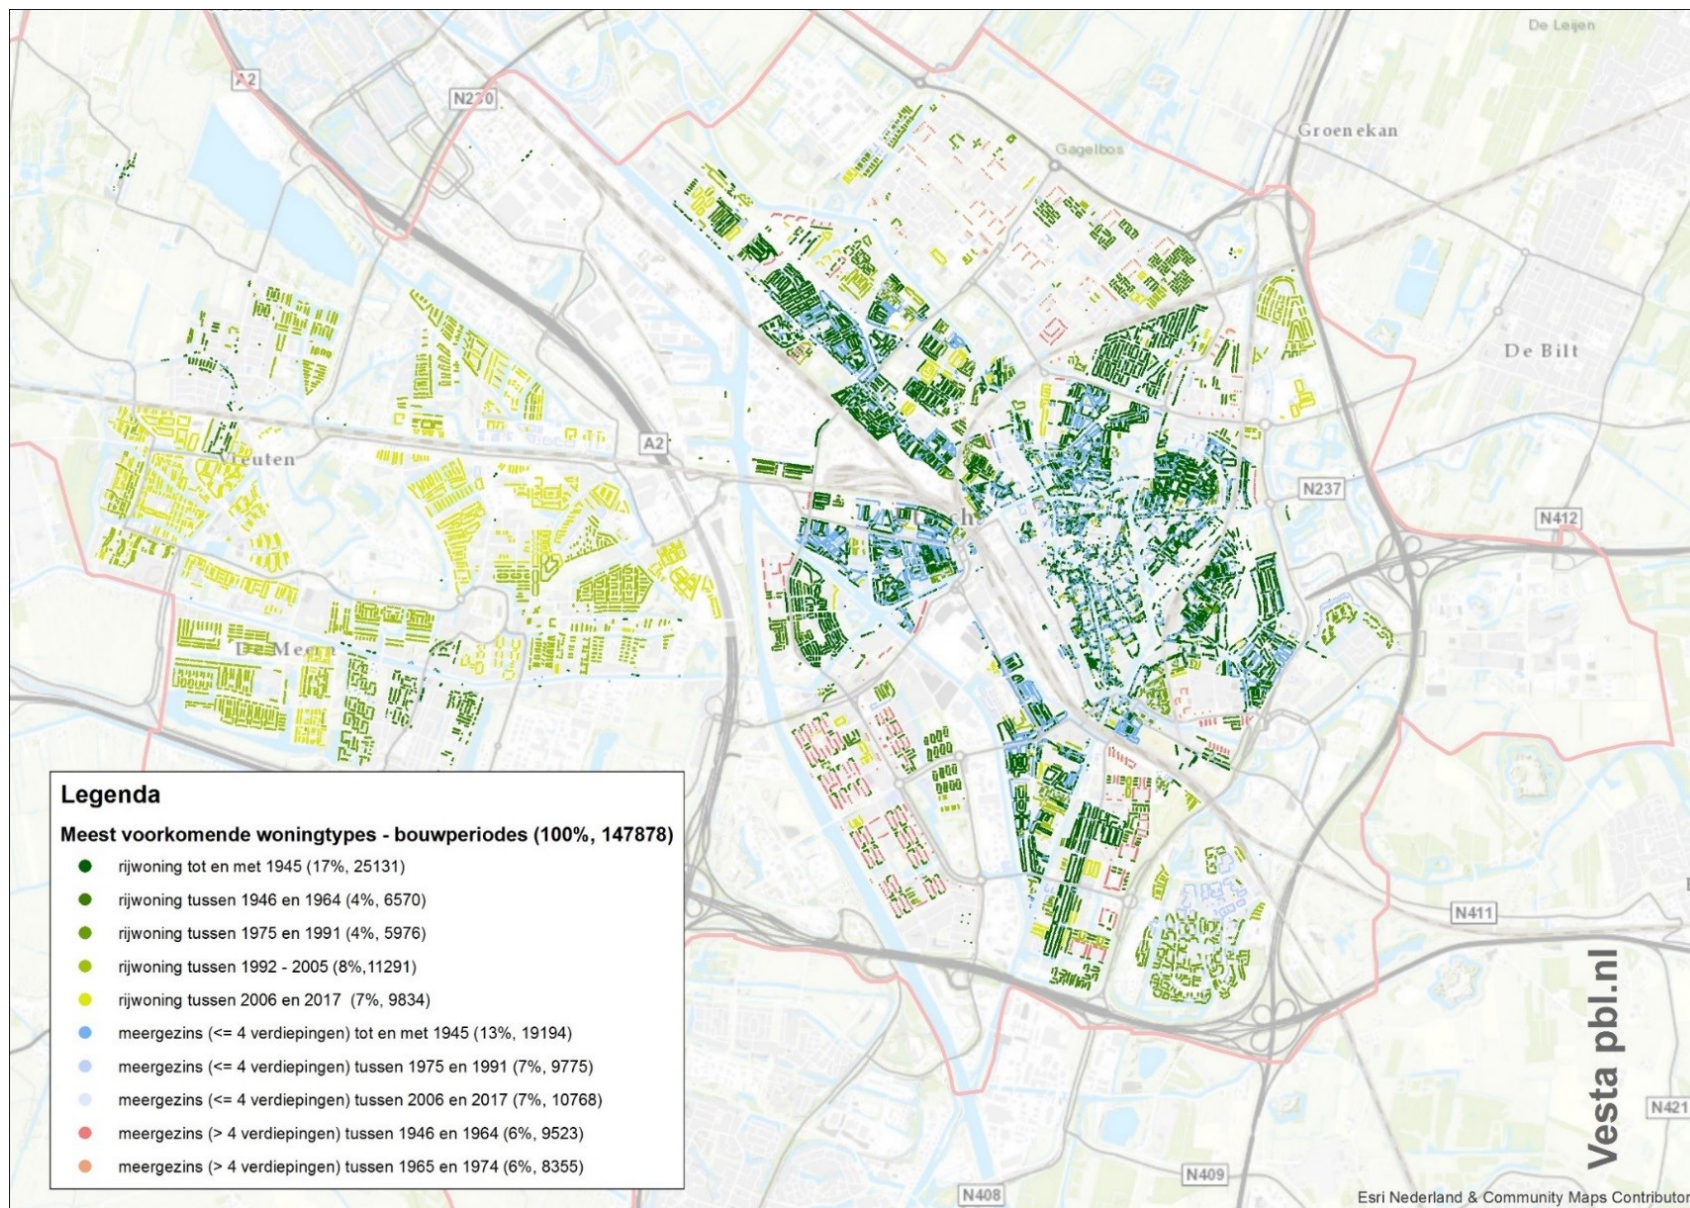 De Leijen
A2
N230
Groenekan
Gagelbos
De Bilt
A2
Vleuten
N237
N412
De Meern
Legenda
Meest voorkomende woningtypes - bouwperiodes (100%, 147878)
rijwoning tot en met 1945 (17%, 25131)
rijwoning tussen 1946 en 1964 (4%, 6570)
rijwoning tussen 1975 en 1991 (4%, 5976)
rijwoning tussen 1992 - 2005 (8%,11291)
rijwoning tussen 2006 en 2017 (7%, 9834)
meergezins (<= 4 verdiepingen) tot en met 1945 (13%, 19194)
meergezins (<= 4 verdiepingen) tussen 1975 en 1991 (7%, 9775)
meergezins (<= 4 verdiepingen) tussen 2006 en 2017 (7%, 10768)
meergezins (> 4 verdiepingen) tussen 1946 en 1964 (6%, 9523)
meergezins (> 4 verdiepingen) tussen 1965 en 1974 (6%, 8355)
N411
Vesta pbl.nl
N421
N409
N408
Esri Nederland & Community Maps Contributor